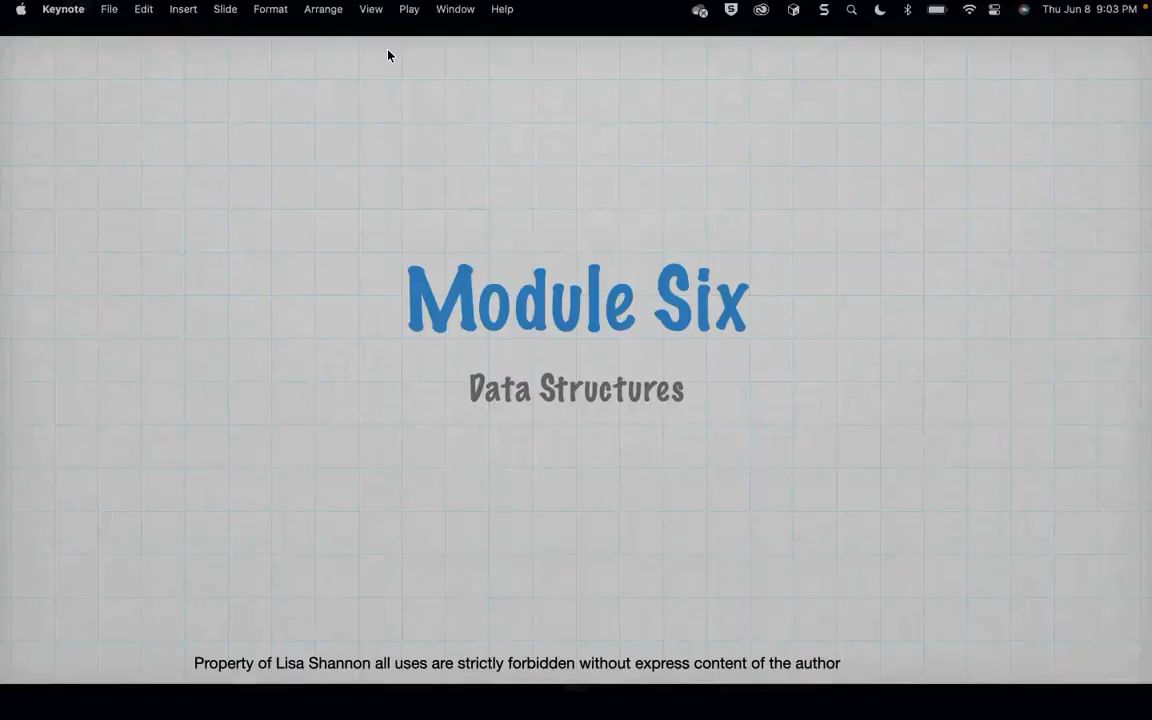 Keynote File Edit Insert Slide Format Arrange View Play Window Help Thu Jun 8 9:03 PM
Module Six
Data Structures
Property of Lisa Shannon all uses are strictly forbidden without express content of the author